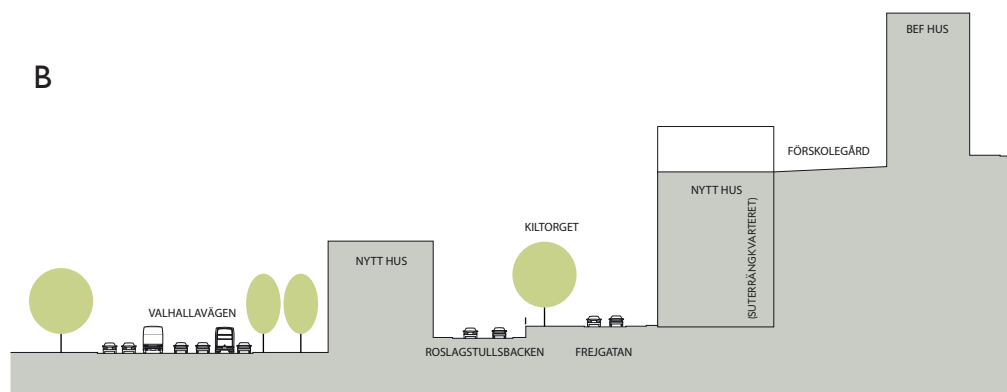 B
BEF HUS
FÖRSKOLEGÅRD
NYTT HUS
(SUTERRÄNGKVARTERET)
KILTORGET
NYTT HUS
VALHALLAVÄGEN
ROSLAGSTULLSBACKEN
FREJGATAN